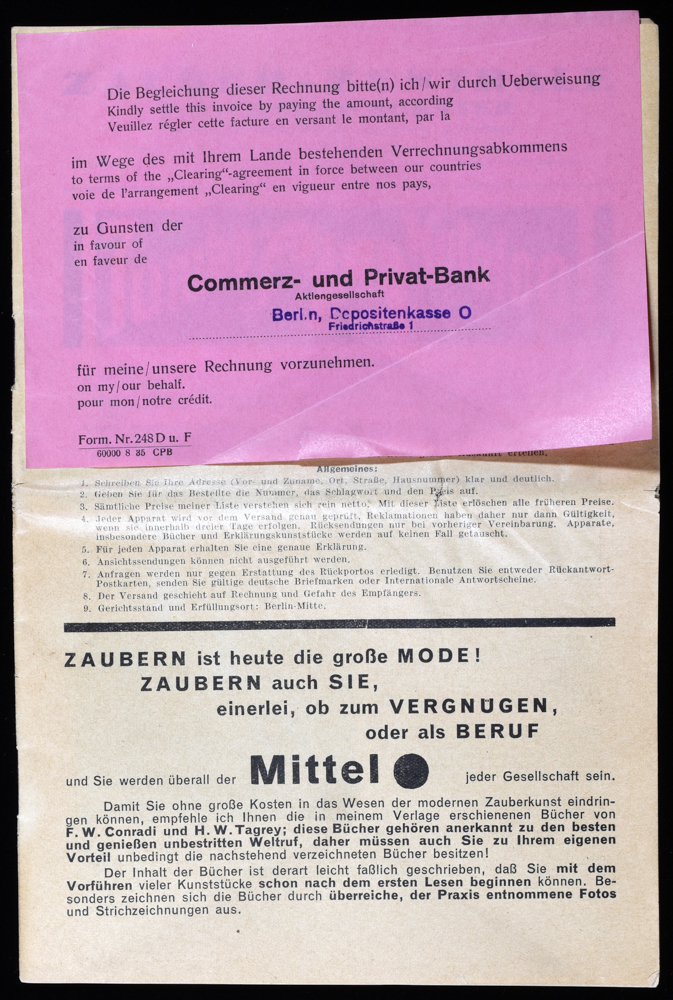 Die Begleichung dieser Rechnung bitte(n) ich/wir durch Ueberweisung
Kindly settle this invoice by paying the amount, according
Veuillez régler cette facture en versant le montant, par la
im Wege des mit Ihrem Lande bestehenden Verrechnungsabkommens
to terms of the „Clearing“-agreement in force between our countries
voie de l'arrangement „Clearing“ en vigueur entre nos pays,
zu Gunsten der
in favour of
en faveur de
Commerz- und Privat-Bank
Aktiengesellschaft
Berl.n, Depositenkasse O
Friedrichstraße 1
für meine/unsere Rechnung vorzunehmen.
on my/our behalf.
pour mon/notre crédit.
Form. Nr. 248 D u. F
60000 8 35 CPB
erteilen.
Allgemeines:
1. Schreiben Sie Ihre Adresse (Vor- und Zuname, Ort, Straße, Hausnummer) klar und deutlich.
2. Geben Sie für das Bestellte die Nummer, das Schlagwort und den Preis auf.
3. Sämtliche Preise meiner Liste verstehen sich rein netto. Mit dieser Liste erlöschen alle früheren Preise.
4. Jeder Apparat wird vor dem Versand genau geprüft, Reklamationen haben daher nur dann Gültigkeit,
wenn sie innerhalb dreier Tage erfolgen. Rücksendungen nur bei vorheriger Vereinbarung. Apparate,
insbesondere Bücher und Erklärungskunststücke werden auf keinen Fall getauscht.
5. Für jeden Apparat erhalten Sie eine genaue Erklärung.
6. Ansichtssendungen können nicht ausgeführt werden.
7. Anfragen werden nur gegen Erstattung des Rückportos erledigt. Benutzen Sie entweder Rückantwort-
Postkarten, senden Sie gültige deutsche Briefmarken oder Internationale Antwortscheine.
8. Der Versand geschieht auf Rechnung und Gefahr des Empfängers.
9. Gerichtsstand und Erfüllungsort: Berlin-Mitte.
ZAUBERN ist heute die große MODE!
ZAUBERN auch SIE,
einerlei, ob zum VERGNÜGEN,
oder als BERUF
und Sie werden überall der Mittel ● jeder Gesellschaft sein.
Damit Sie ohne große Kosten in das Wesen der modernen Zauberkunst eindrin-
gen können, empfehle ich Ihnen die in meinem Verlage erschienenen Bücher von
F. W. Conradi und H. W. Tagrey; diese Bücher gehören anerkannt zu den besten
und genießen unbestritten Weltruf, daher müssen auch Sie zu Ihrem eigenen
Vorteil unbedingt die nachstehend verzeichneten Bücher besitzen!
Der Inhalt der Bücher ist derart leicht faßlich geschrieben, daß Sie mit dem
Vorführen vieler Kunststücke schon nach dem ersten Lesen beginnen können. Be-
sonders zeichnen sich die Bücher durch überreiche, der Praxis entnommene Fotos
und Strichzeichnungen aus.